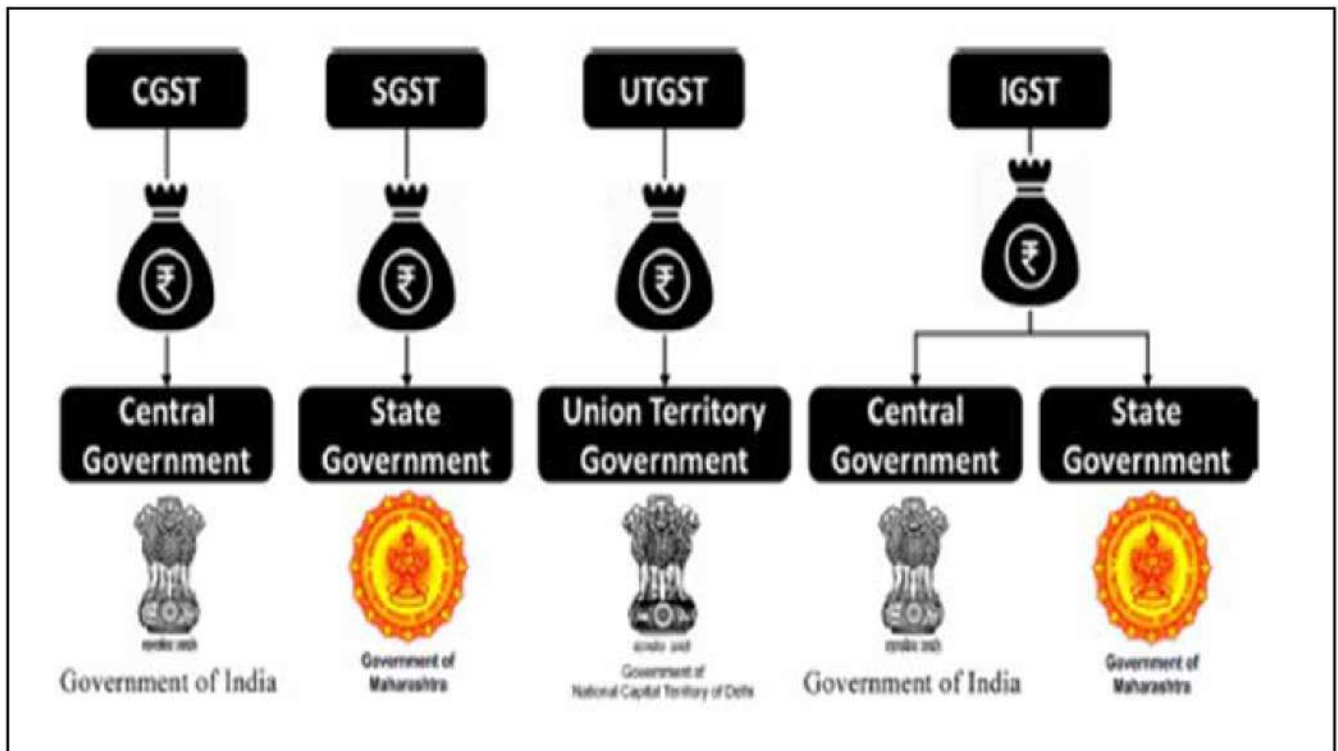 CGST
SGST
UTGST
IGST
₹
₹
₹
₹
Central
Government
State
Government
Union Territory
Government
Central
Government
State
Government
Government of India
Government of
Maharashtra
Government of
National Capital Territory of Delhi
Government of India
Government of
Maharashtra